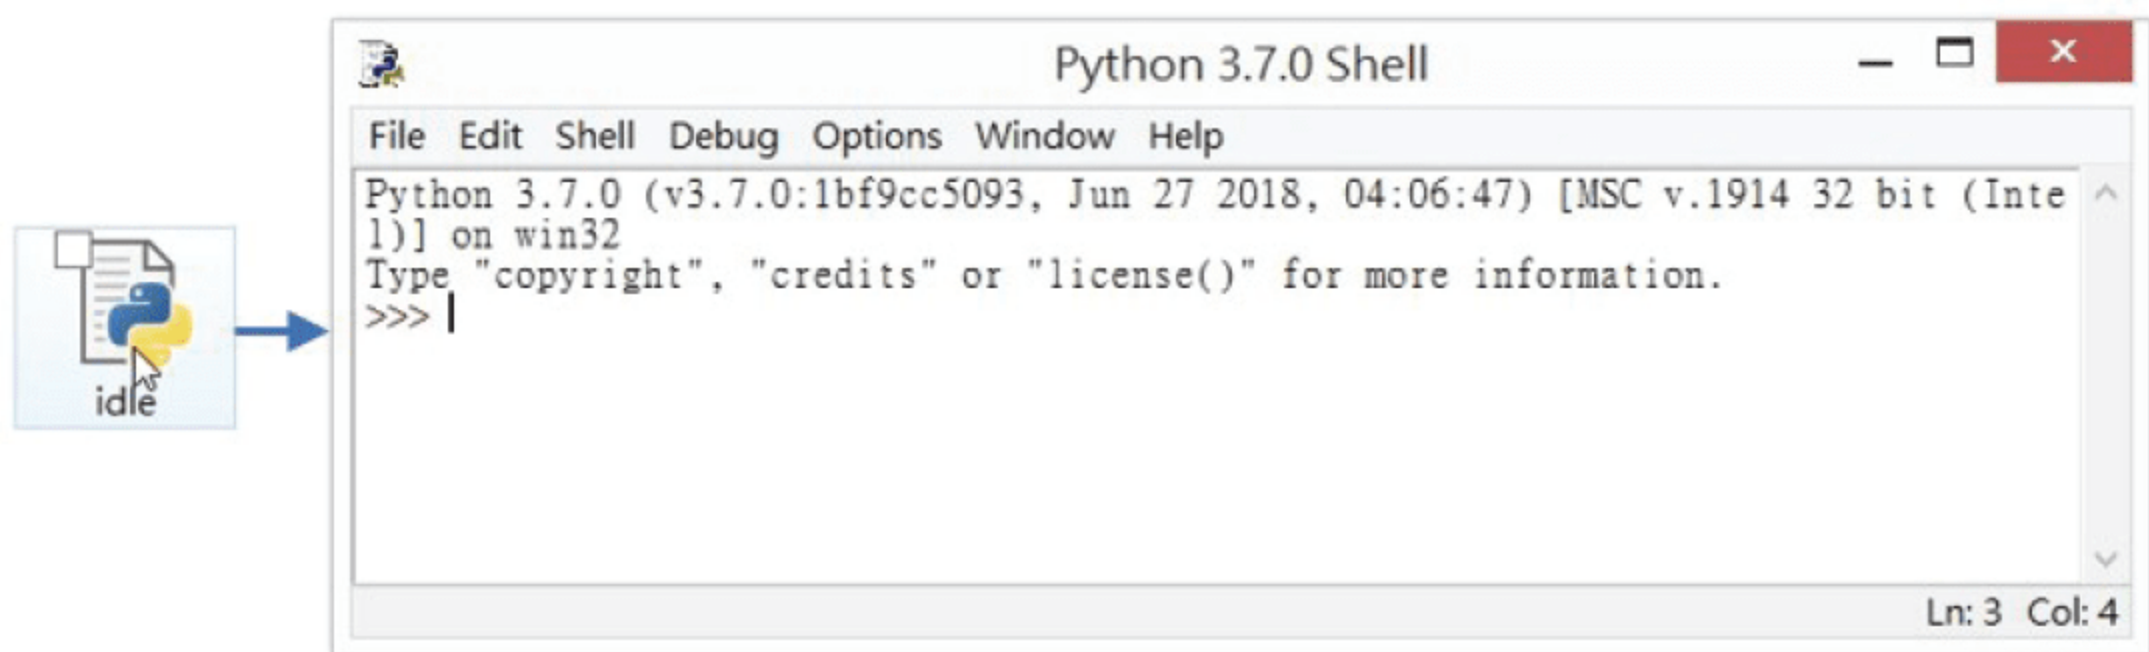 idle
Python 3.7.0 Shell
File Edit Shell Debug Options Window Help
Python 3.7.0 (v3.7.0:1bf9cc5093, Jun 27 2018, 04:06:47) [MSC v.1914 32 bit (Inte
l)] on win32
Type "copyright", "credits" or "license()" for more information.
>>>
Ln: 3 Col: 4